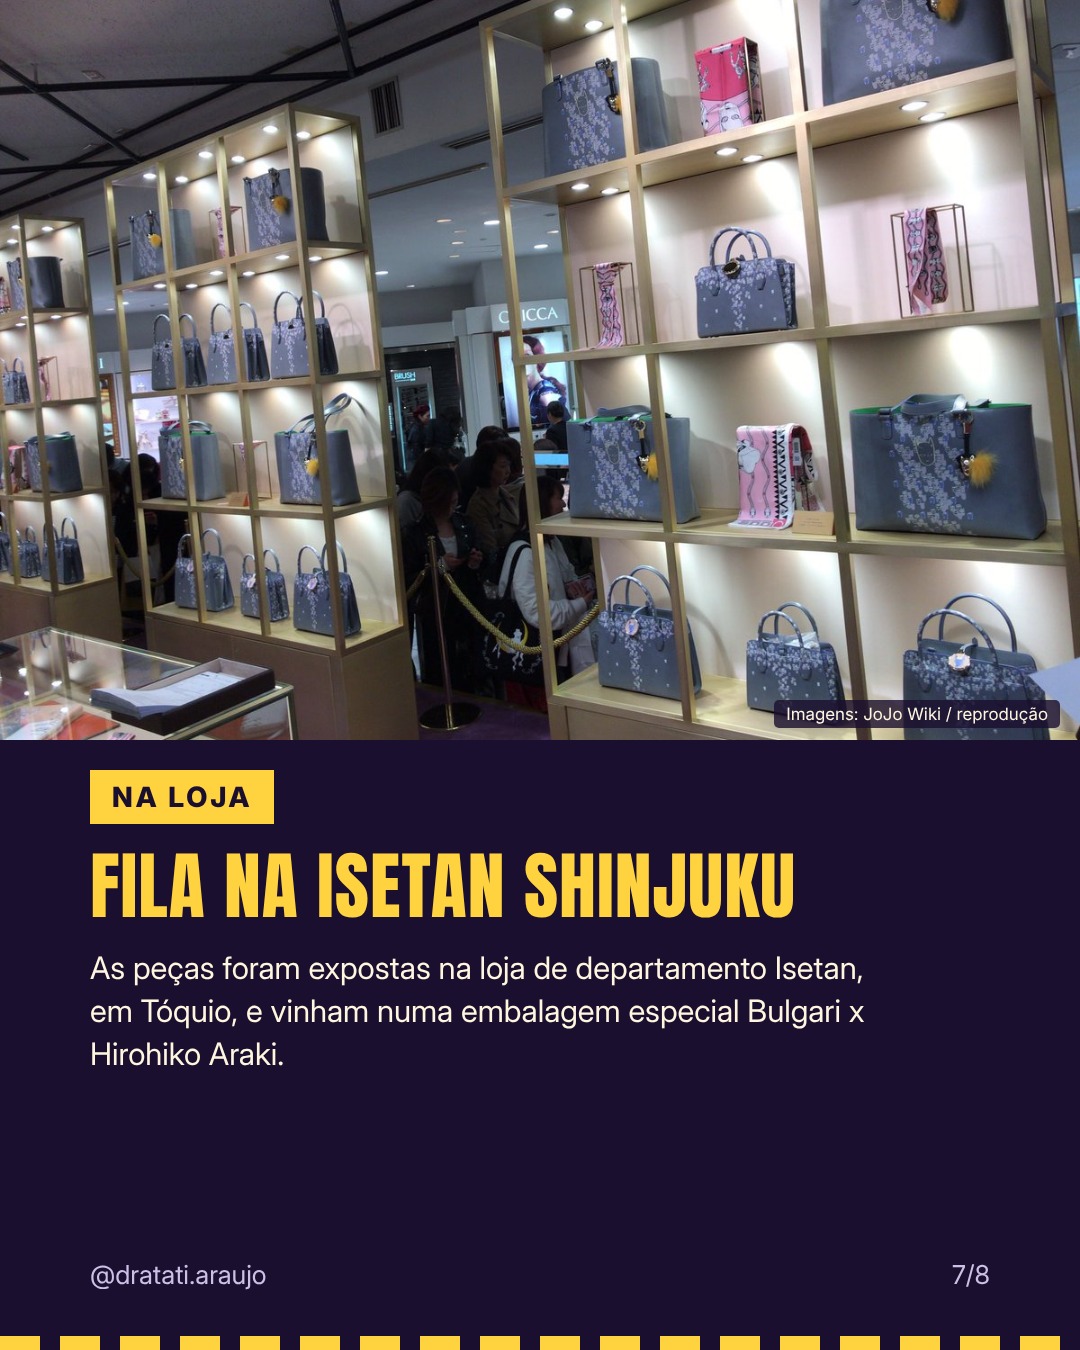 BRUSH
Imagens: JoJo Wiki / reprodução
NA LOJA
FILA NA ISETAN SHINJUKU
As peças foram expostas na loja de departamento Isetan,
em Tóquio, e vinham numa embalagem especial Bulgari x
Hirohiko Araki.
@dratati.araujo
7/8